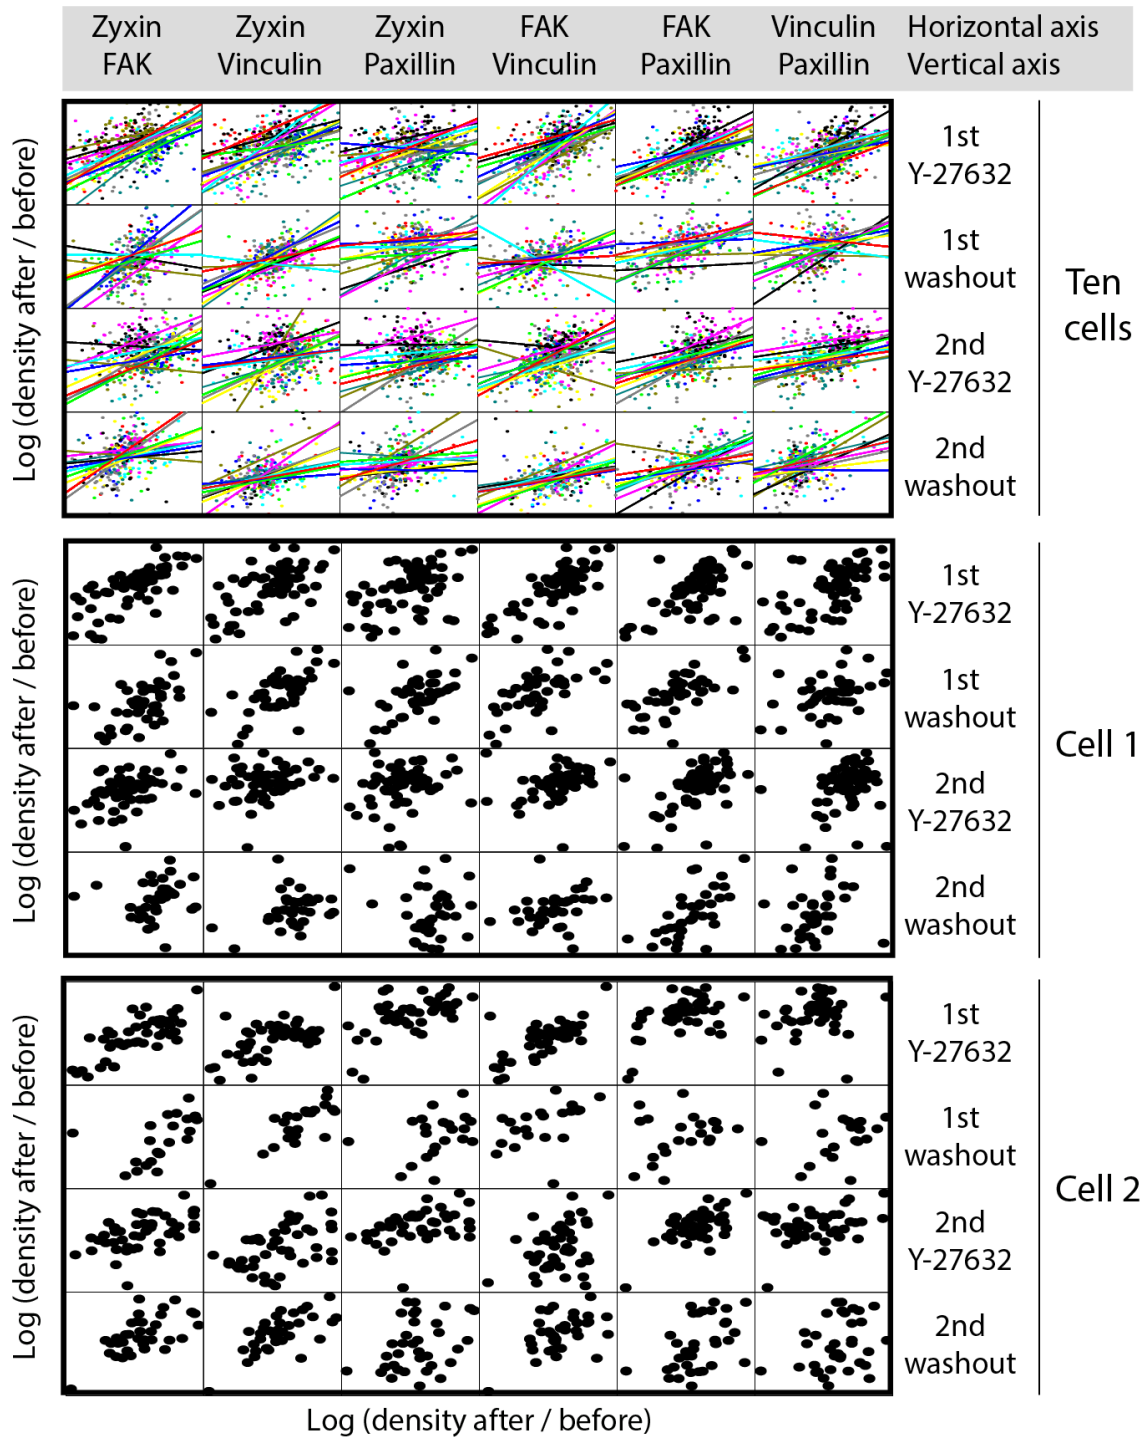 Zyxin Zyxin Zyxin FAK FAK Vinculin Horizontal axis
FAK Vinculin Paxillin Vinculin Paxillin Paxillin Vertical axis
Log (density after / before)
1st
Y-27632
1st
washout
2nd
Y-27632
2nd
washout
Ten
cells
Log (density after / before)
1st
Y-27632
1st
washout
2nd
Y-27632
2nd
washout
Cell 1
Log (density after / before)
1st
Y-27632
1st
washout
2nd
Y-27632
2nd
washout
Cell 2
Log (density after / before)